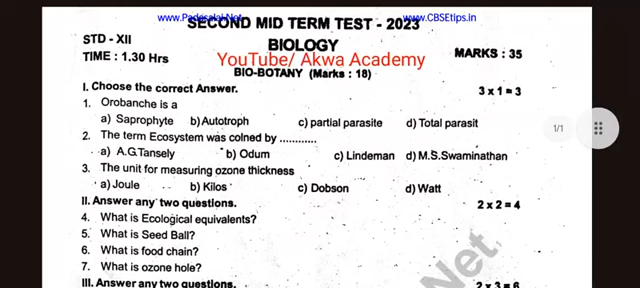 www.Padasalai.Net
www.CBSEtips.in
SECOND MID TERM TEST - 2023
STD - XII
BIOLOGY
TIME : 1.30 Hrs
MARKS : 35
YouTube/ Akwa Academy
BIO-BOTANY (Marks : 18)
I. Choose the correct Answer. 3 x 1 = 3
1. Orobanche is a
a) Saprophyte b)Autotroph c) partial parasite d) Total parasit
2. The term Ecosystem was colned by ............
a) A.G.Tansely b) Odum c) Lindeman d) M.S.Swaminathan
3. The unit for measuring ozone thickness
a) Joule b) Kilos c) Dobson d) Watt
II. Answer any two questions. 2 x 2 = 4
4. What is Ecological equivalents?
5. What is Seed Ball?
6. What is food chain?
7. What is ozone hole?
III. Answer any two questions. 2 x 3 = 6
1/1
Net